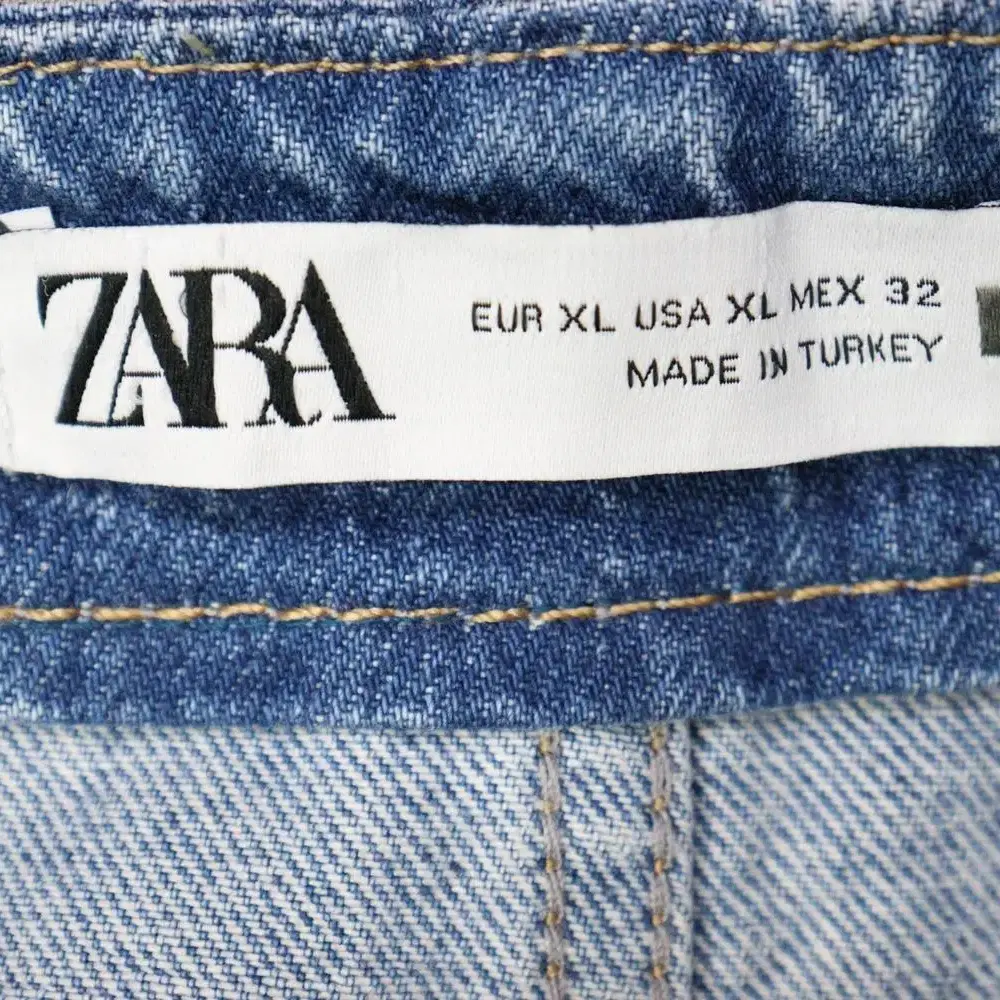 ZARA
EUR XL USA XL MEX 32
MADE IN TURKEY